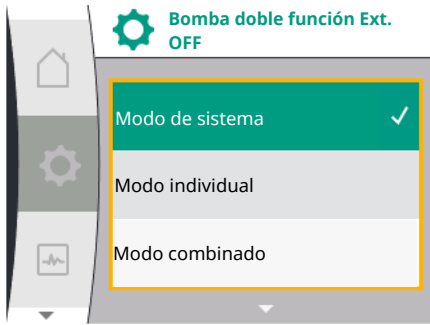 Bomba doble función Ext.
OFF
Modo de sistema
Modo individual
Modo combinado